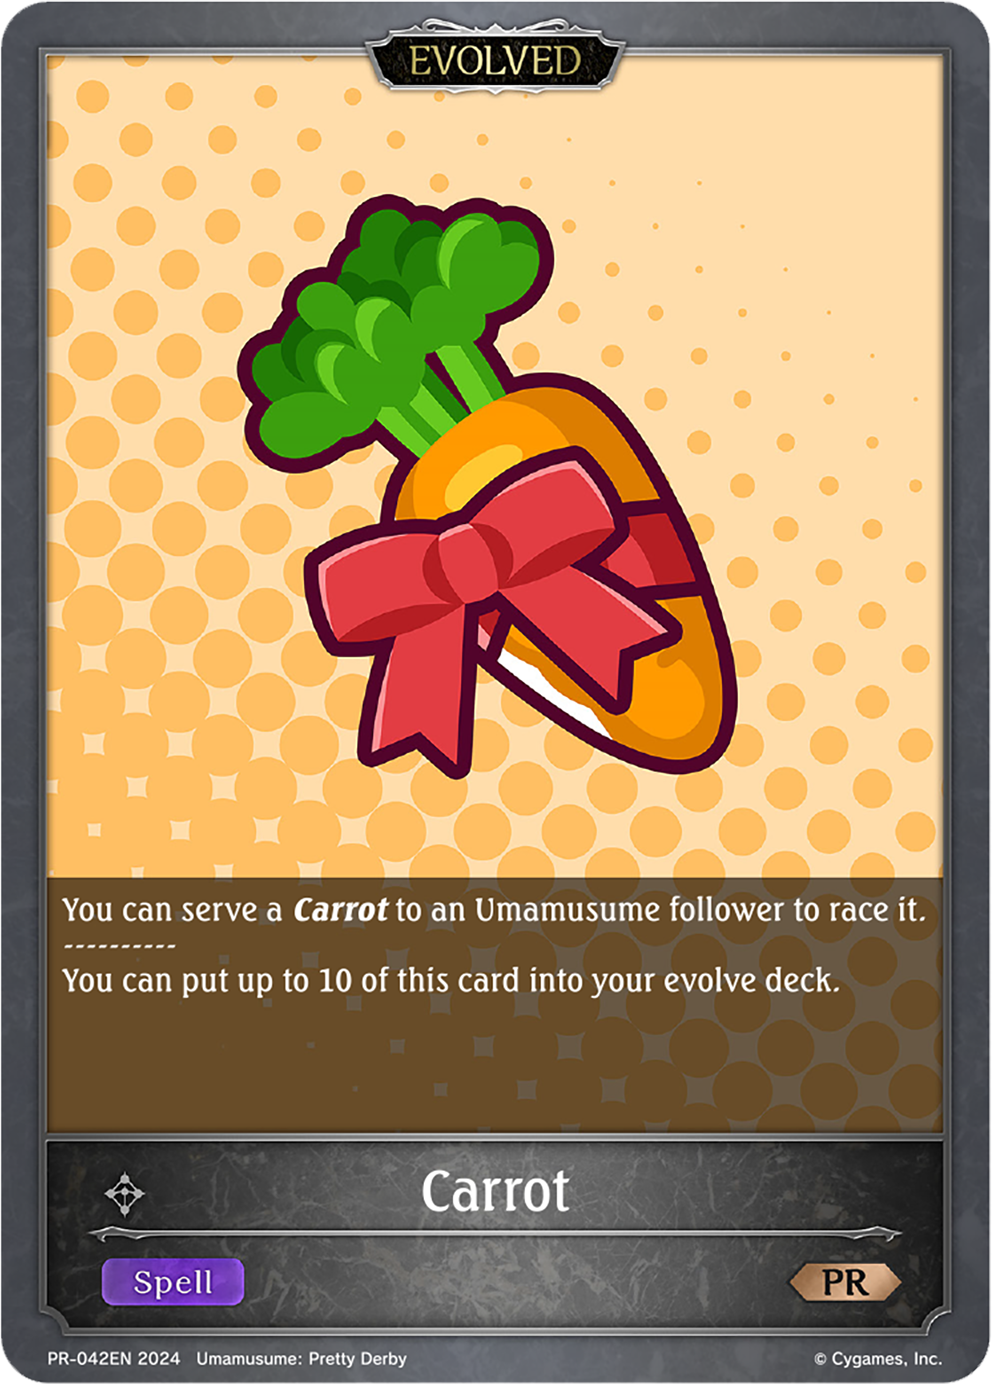 EVOLVED
You can serve a Carrot to an Umamusume follower to race it.
----------
You can put up to 10 of this card into your evolve deck.
Carrot
Spell
PR
PR-042EN 2024 Umamusume: Pretty Derby
© Cygames, Inc.